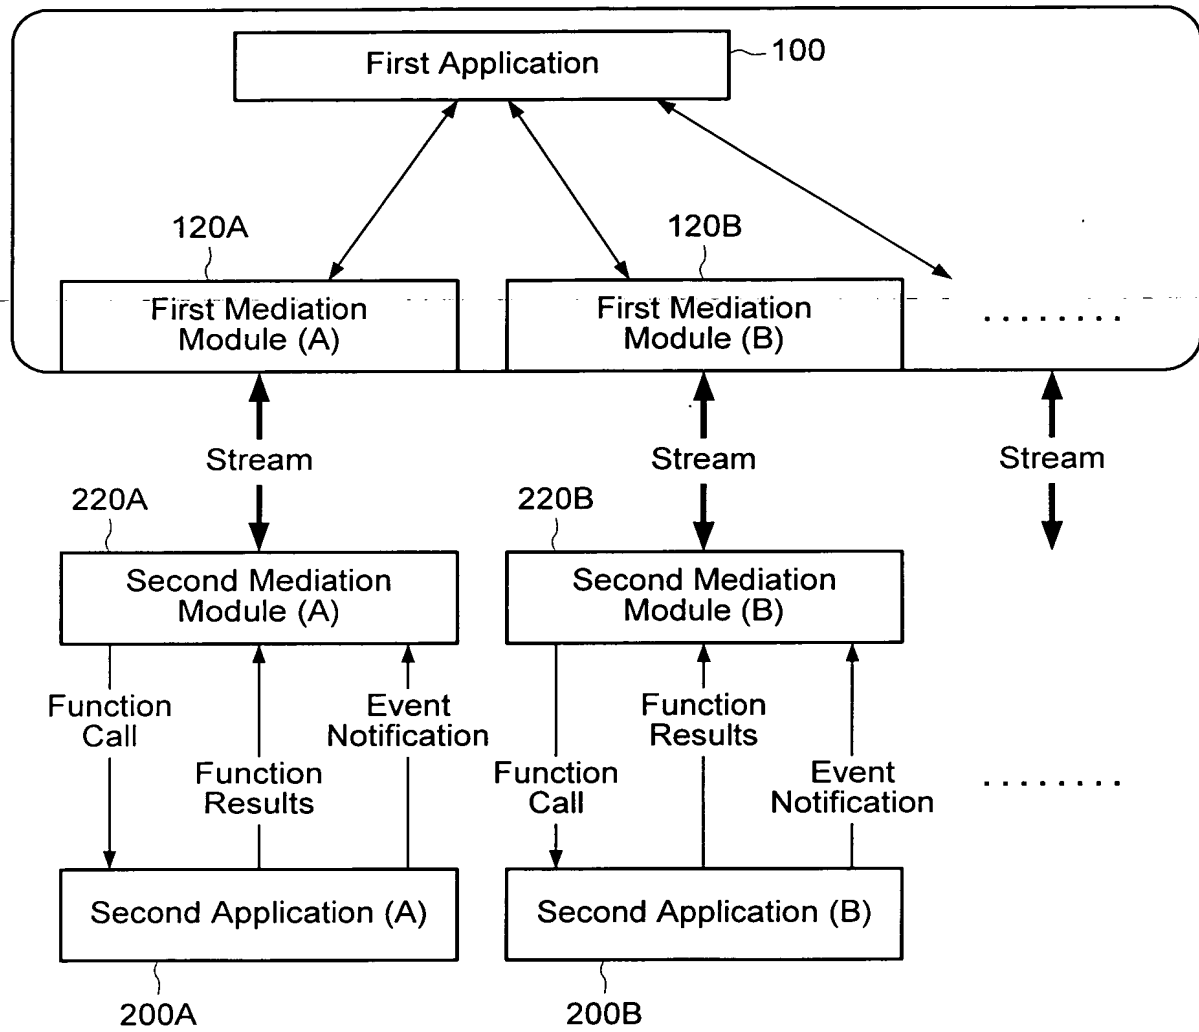 First Application
100
120A
120B
First Mediation
Module (A)
First Mediation
Module (B)
. . . . . . . .
Stream
Stream
Stream
220A
220B
Second Mediation
Module (A)
Second Mediation
Module (B)
Function
Call
Function
Results
Event
Notification
Function
Call
Function
Results
Event
Notification
. . . . . . . .
Second Application (A)
Second Application (B)
200A
200B